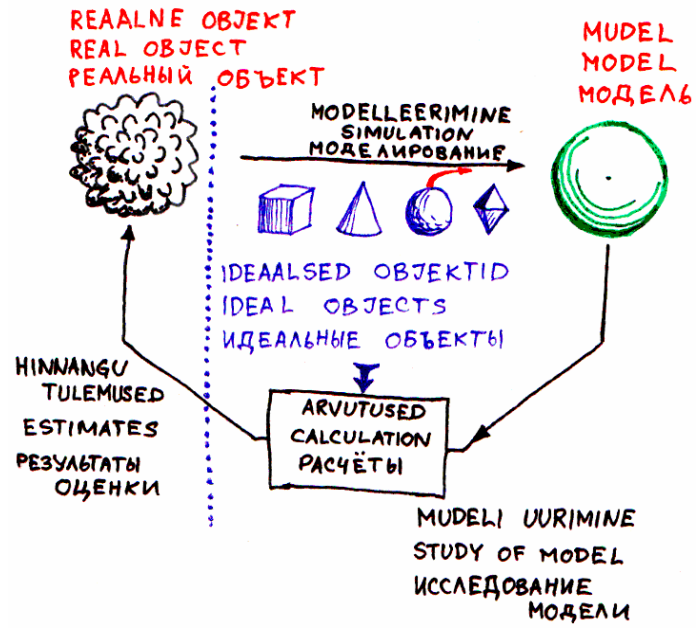 REAALNE OBJEKT
REAL OBJECT
РЕАЛЬНЫЙ ОБЪЕКТ
MUDEL
MODEL
МОДЕЛЬ
MODELLEERIMINE
SIMULATION
МОДЕЛИРОВАНИЕ
IDEAALSED OBJEKTID
IDEAL OBJECTS
ИДЕАЛЬНЫЕ ОБЪЕКТЫ
HINNANGU
TULEMUSED
ESTIMATES
РЕЗУЛЬТАТЫ
ОЦЕНКИ
ARVUTUSED
CALCULATION
РАСЧЁТЫ
MUDELI UURIMINE
STUDY OF MODEL
ИССЛЕДОВАНИЕ
МОДЕЛИ